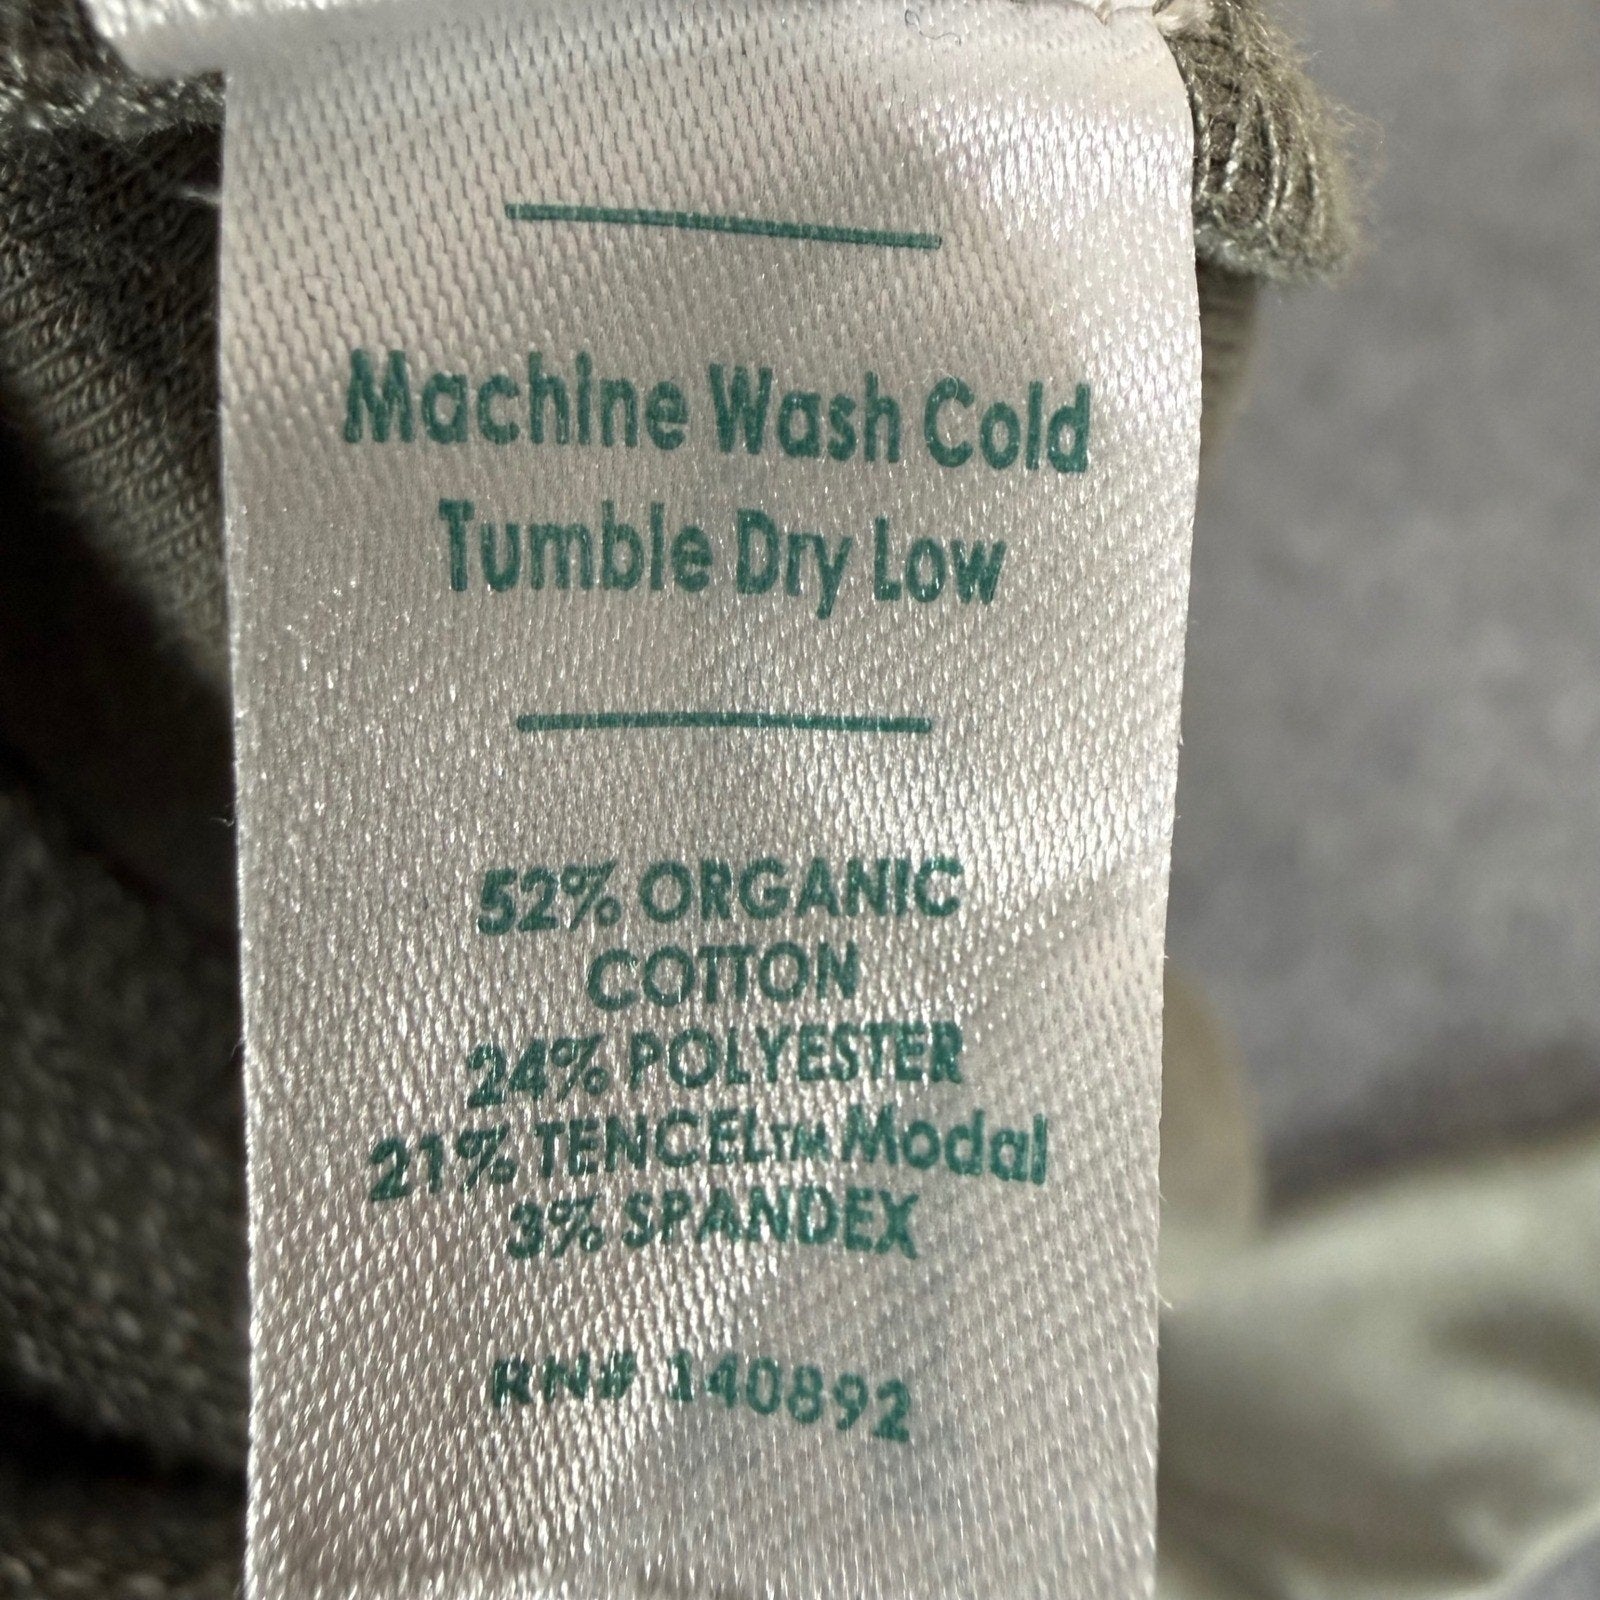 Machine Wash Cold
Tumble Dry Low
52% ORGANIC
COTTON
24% POLYESTER
21% TENCEL™ Modal
3% SPANDEX
RN# 140892